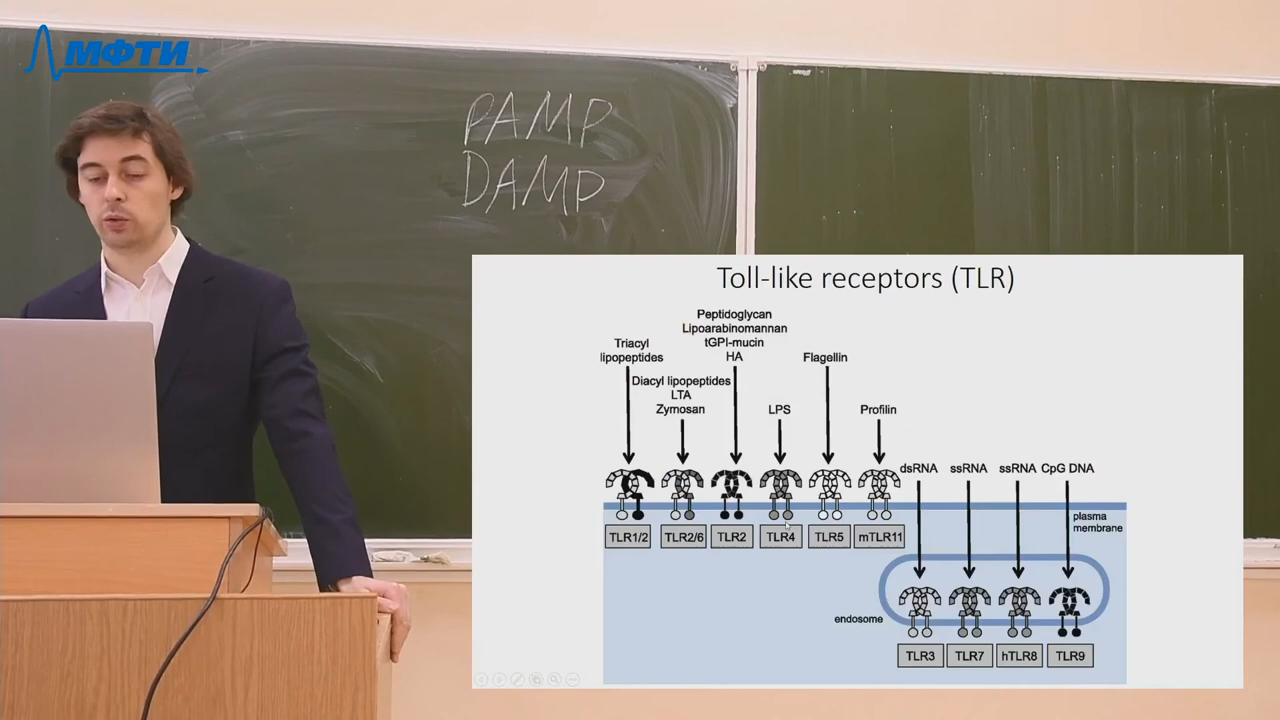 МФТИ
PAMP
DAMP
Toll-like receptors (TLR)
Triacyl
lipopeptides
Diacyl lipopeptides
LTA
Zymosan
Peptidoglycan
Lipoarabinomannan
tGPI-mucin
HA
LPS
Flagellin
Profilin
dsRNA
ssRNA
ssRNA
CpG DNA
plasma
membrane
TLR1/2
TLR2/6
TLR2
TLR4
TLR5
mTLR11
endosome
TLR3
TLR7
hTLR8
TLR9